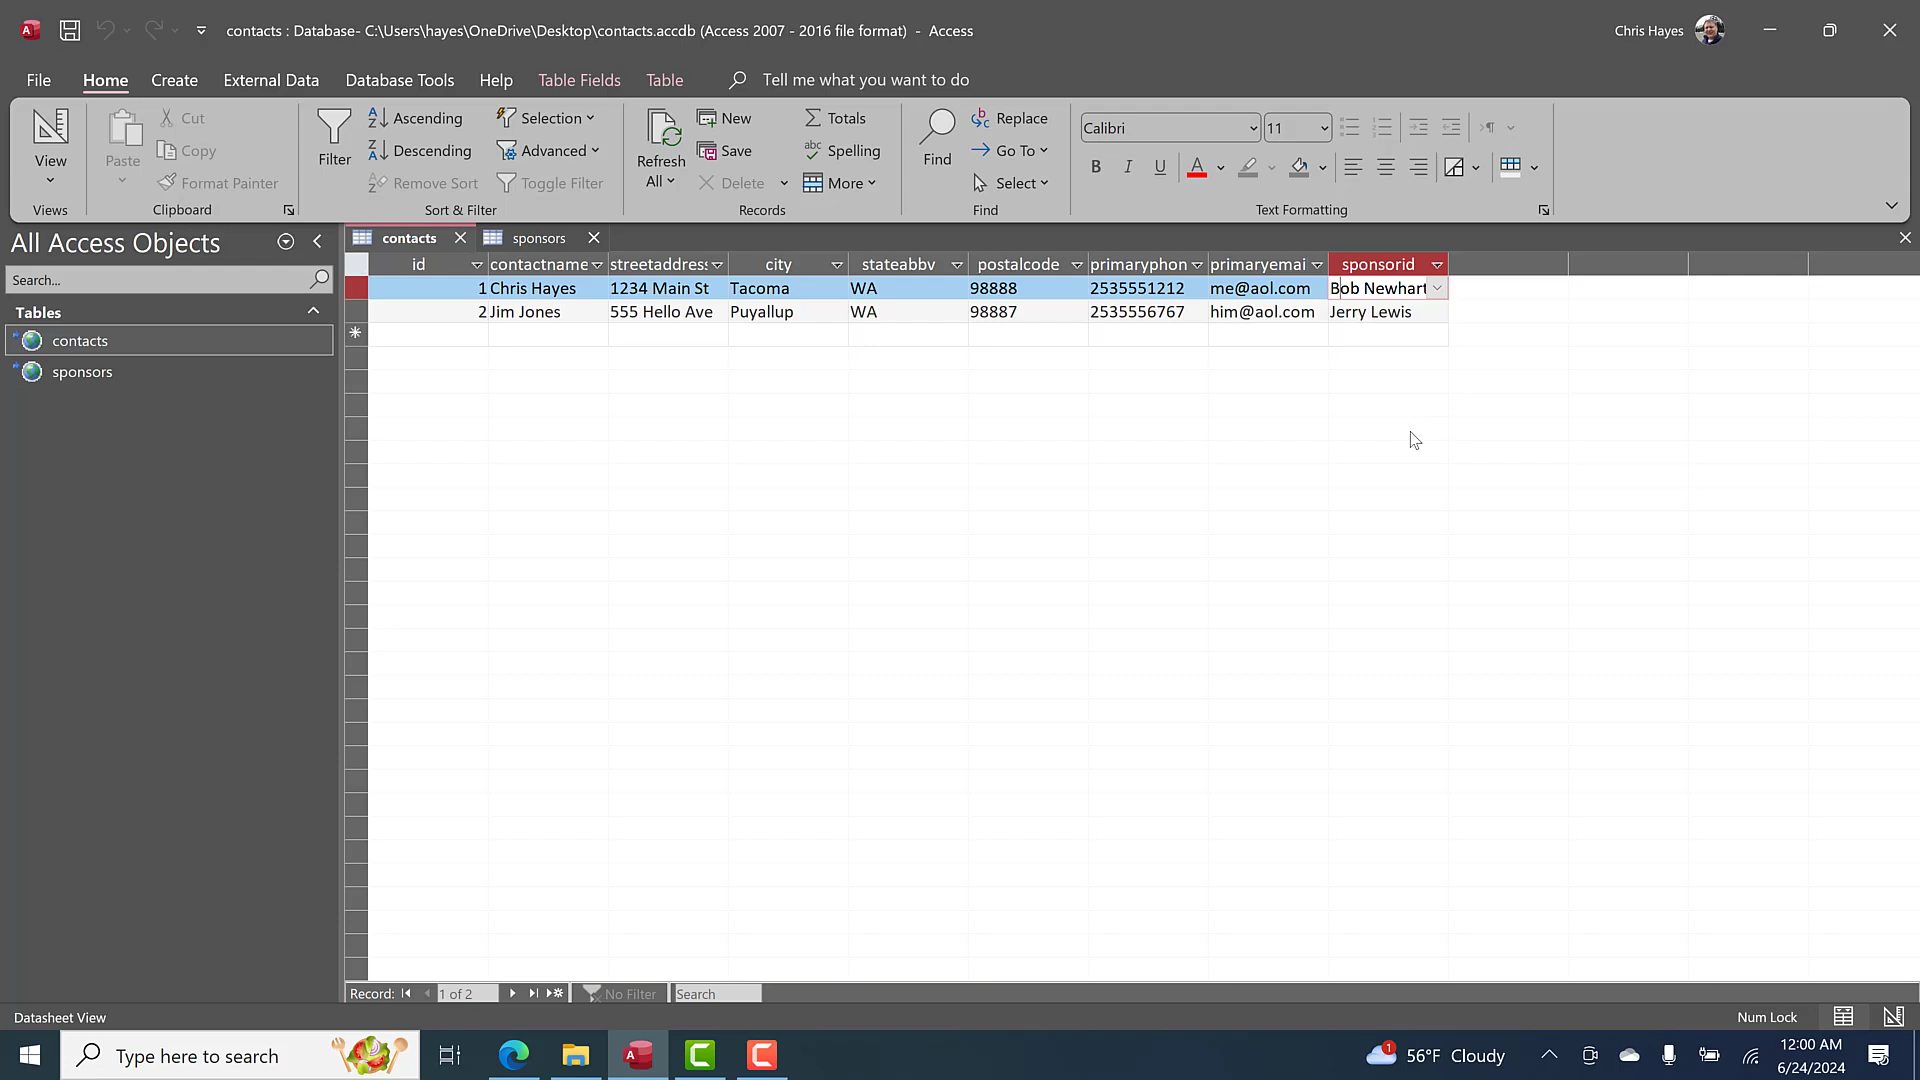 contacts : Database- C:\Users\hayes\OneDrive\Desktop\contacts.accdb (Access 2007 - 2016 file format) - Access
Chris Hayes
File Home Create External Data Database Tools Help Table Fields Table Tell me what you want to do
View
Views
Paste
Cut
Copy
Format Painter
Clipboard
Filter
Ascending
Descending
Remove Sort
Selection
Advanced
Toggle Filter
Sort & Filter
Refresh
All
New
Save
Delete
Totals
Spelling
More
Records
Find
Replace
Go To
Select
Find
Calibri 11
B I U A
Text Formatting
All Access Objects
Search...
Tables
contacts
sponsors
contacts sponsors
id contactname streetaddress city stateabbv postalcode primaryphon primaryemai sponsorid
1 Chris Hayes 1234 Main St Tacoma WA 98888 2535551212 me@aol.com Bob Newhart
2 Jim Jones 555 Hello Ave Puyallup WA 98887 2535556767 him@aol.com Jerry Lewis
Record: 1 of 2 No Filter Search
Datasheet View Num Lock
Type here to search
1 56°F Cloudy
12:00 AM
6/24/2024